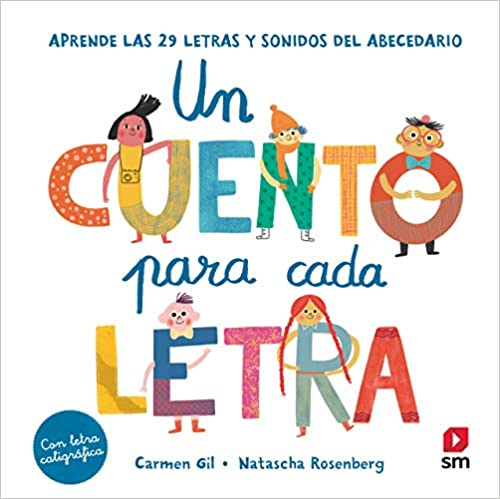 APRENDE LAS 29 LETRAS Y SONIDOS DEL ABECEDARIO
Un
CUENTO
para cada
LETRA
Con letra
caligráfica
Carmen Gil • Natascha Rosenberg
sm